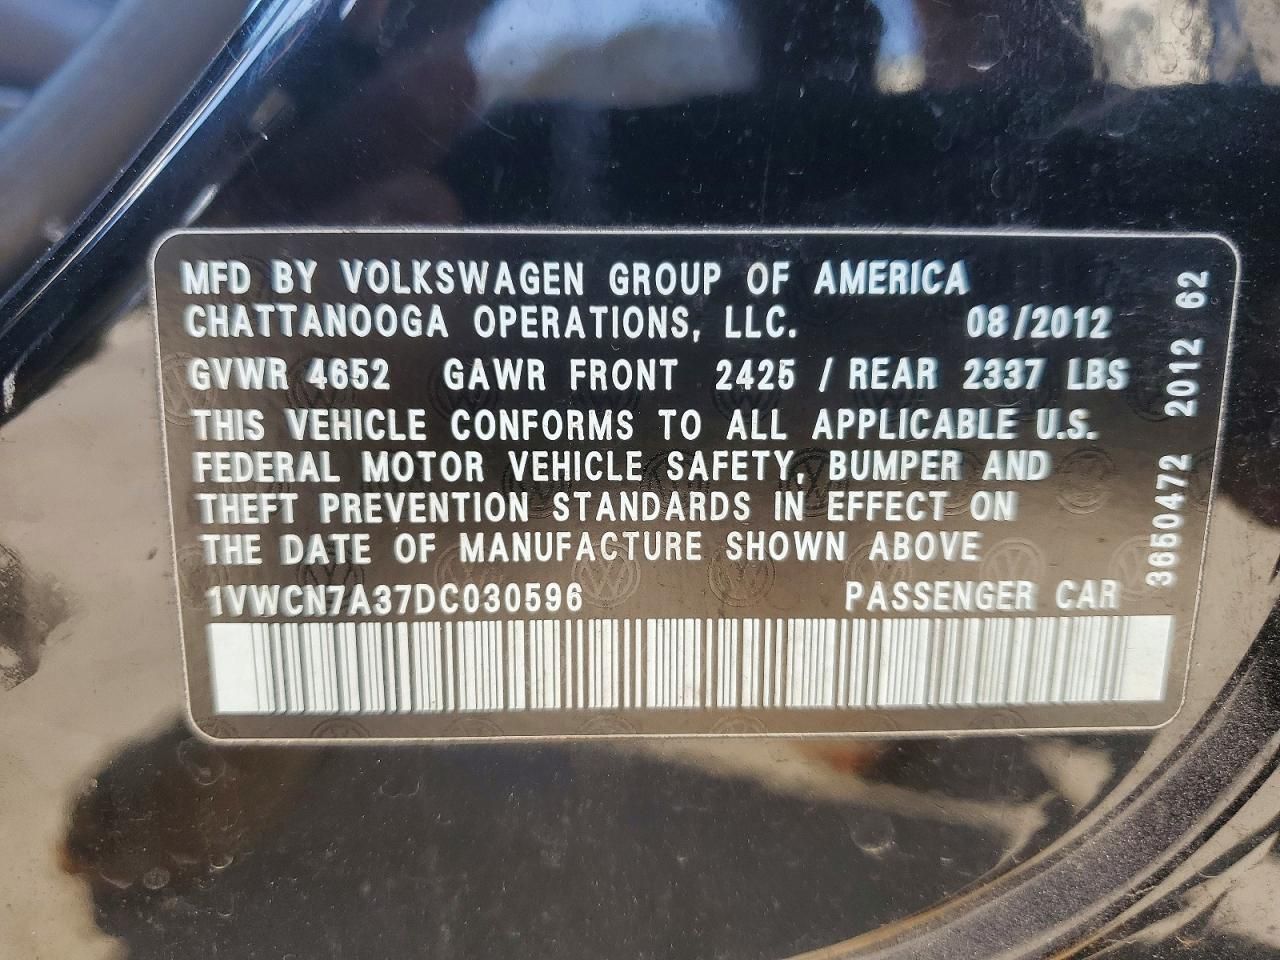 MFD BY VOLKSWAGEN GROUP OF AMERICA
CHATTANOOGA OPERATIONS, LLC. 08/2012
GVWR 4652 GAWR FRONT 2425 / REAR 2337 LBS
THIS VEHICLE CONFORMS TO ALL APPLICABLE U.S.
FEDERAL MOTOR VEHICLE SAFETY, BUMPER AND
THEFT PREVENTION STANDARDS IN EFFECT ON
THE DATE OF MANUFACTURE SHOWN ABOVE
1VWCN7A37DC030596 PASSENGER CAR
3650472 2012 62